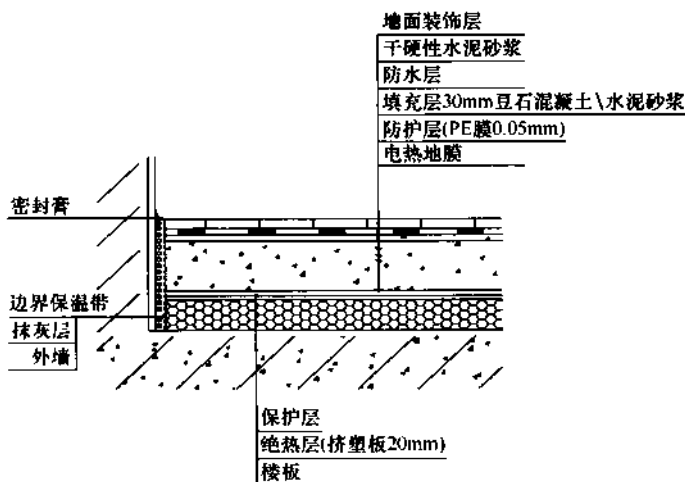 地面装饰层
干硬性水泥砂浆
防水层
填充层30mm豆石混凝土\水泥砂浆
防护层(PE膜0.05mm)
电热地膜
密封膏
边界保温带
抹灰层
外墙
保护层
绝热层(挤塑板20mm)
楼板